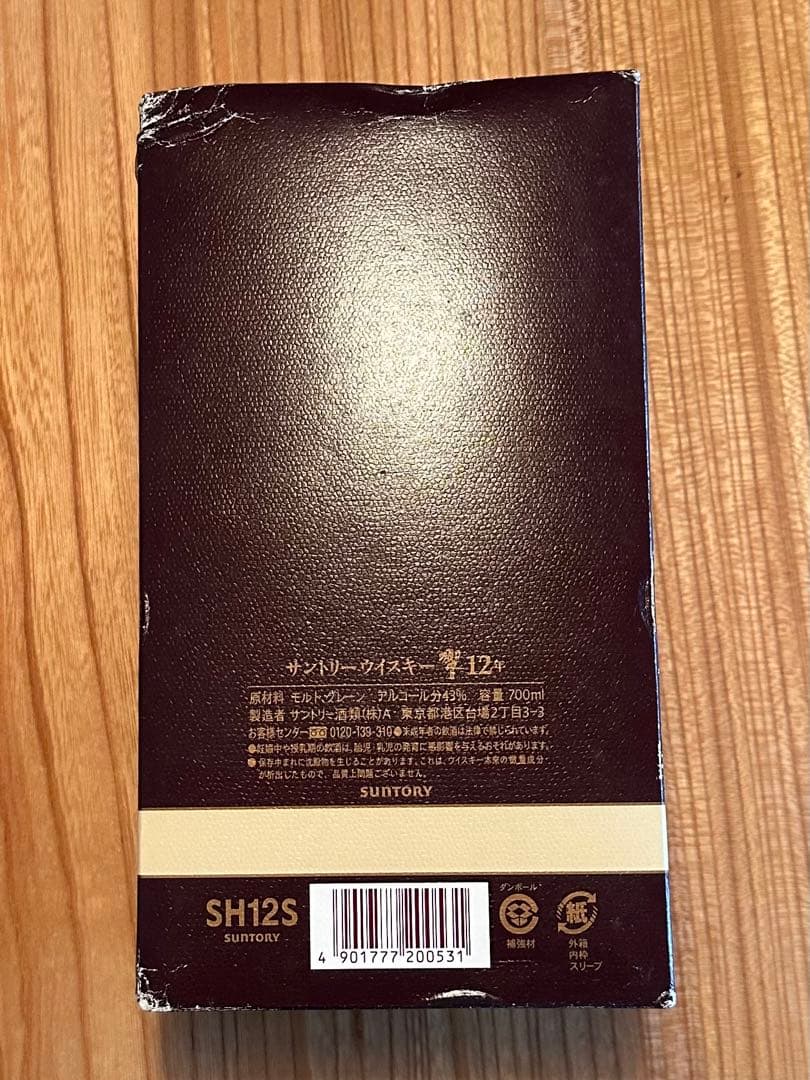 サントリーウイスキー 響 12年
原材料 モルト、グレーン アルコール分43% 容量 700ml
製造者 サントリー酒類(株)A 東京都港区台場2丁目3-3
お客様センター 0120-139-310 ●未成年者の飲酒は法律で禁じられています。
●妊娠中や授乳期の飲酒は、胎児・乳児の発育に悪影響を与えるおそれがあります。
●保存中まれに沈殿物を生じることがあります。これは、ウイスキー本来の微量成分
が析出したもので、品質上問題ございません。
SUNTORY
SH12S
SUNTORY
4 901777 200531
ダンボール
補強材
紙
外箱
内枠
スリーブ